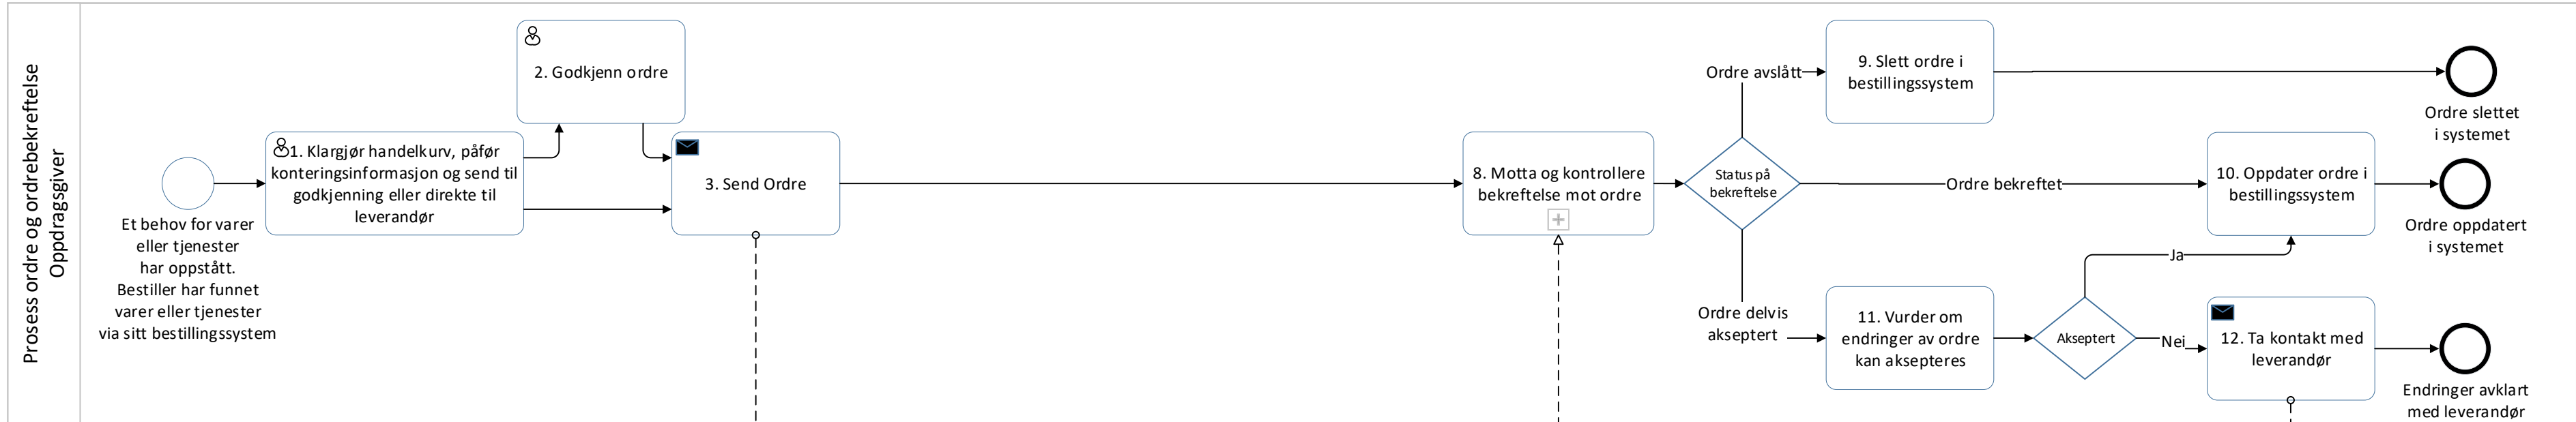 Prosess ordre og ordrebekreftelse
Oppdragsgiver
Et behov for varer
eller tjenester
har oppstått.
Bestiller har funnet
varer eller tjenester
via sitt bestillingssystem
1. Klargjør handelkurv, påfør
konteringsinformasjon og send til
godkjenning eller direkte til
leverandør
2. Godkjenn ordre
3. Send Ordre
8. Motta og kontrollere
bekreftelse mot ordre
Status på
bekreftelse
Ordre avslått
9. Slett ordre i
bestillingssystem
Ordre slettet
i systemet
Ordre bekreftet
10. Oppdater ordre i
bestillingssystem
Ordre oppdatert
i systemet
Ordre delvis
akseptert
11. Vurder om
endringer av ordre
kan aksepteres
Akseptert
Ja
Nei
12. Ta kontakt med
leverandør
Endringer avklart
med leverandør